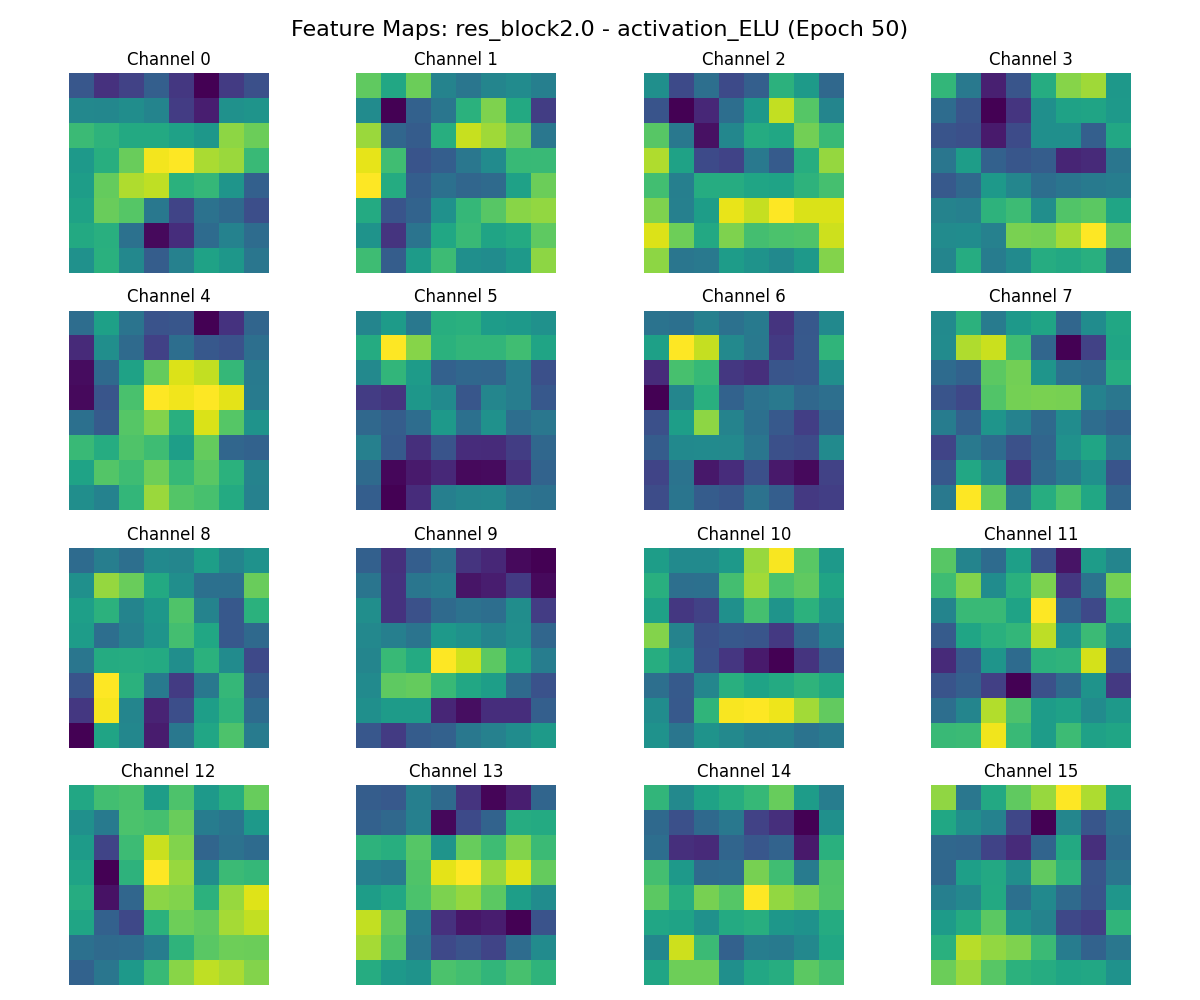 Feature Maps: res_block2.0 - activation_ELU (Epoch 50)
Channel 0
Channel 1
Channel 2
Channel 3
Channel 4
Channel 5
Channel 6
Channel 7
Channel 8
Channel 9
Channel 10
Channel 11
Channel 12
Channel 13
Channel 14
Channel 15